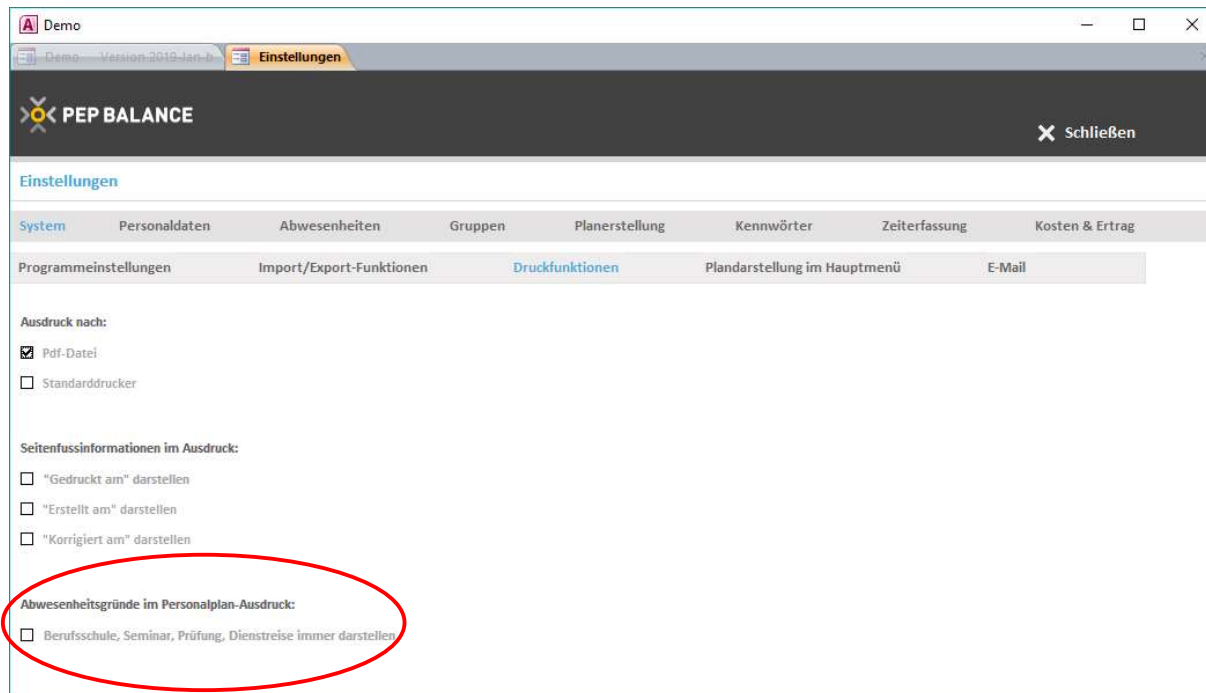 A Demo
Demo Version 2019-Jan-b Einstellungen
PEP BALANCE
Schließen
Einstellungen
System Personaldaten Abwesenheiten Gruppen Planerstellung Kennwörter Zeiterfassung Kosten & Ertrag
Programmeinstellungen Import/Export-Funktionen Druckfunktionen Plandarstellung im Hauptmenü E-Mail
Ausdruck nach:
Pdf-Datei
Standarddrucker
Seitenfussinformationen im Ausdruck:
"Gedruckt am" darstellen
"Erstellt am" darstellen
"Korrigiert am" darstellen
Abwesenheitsgründe im Personalplan-Ausdruck:
Berufsschule, Seminar, Prüfung, Dienstreise immer darstellen